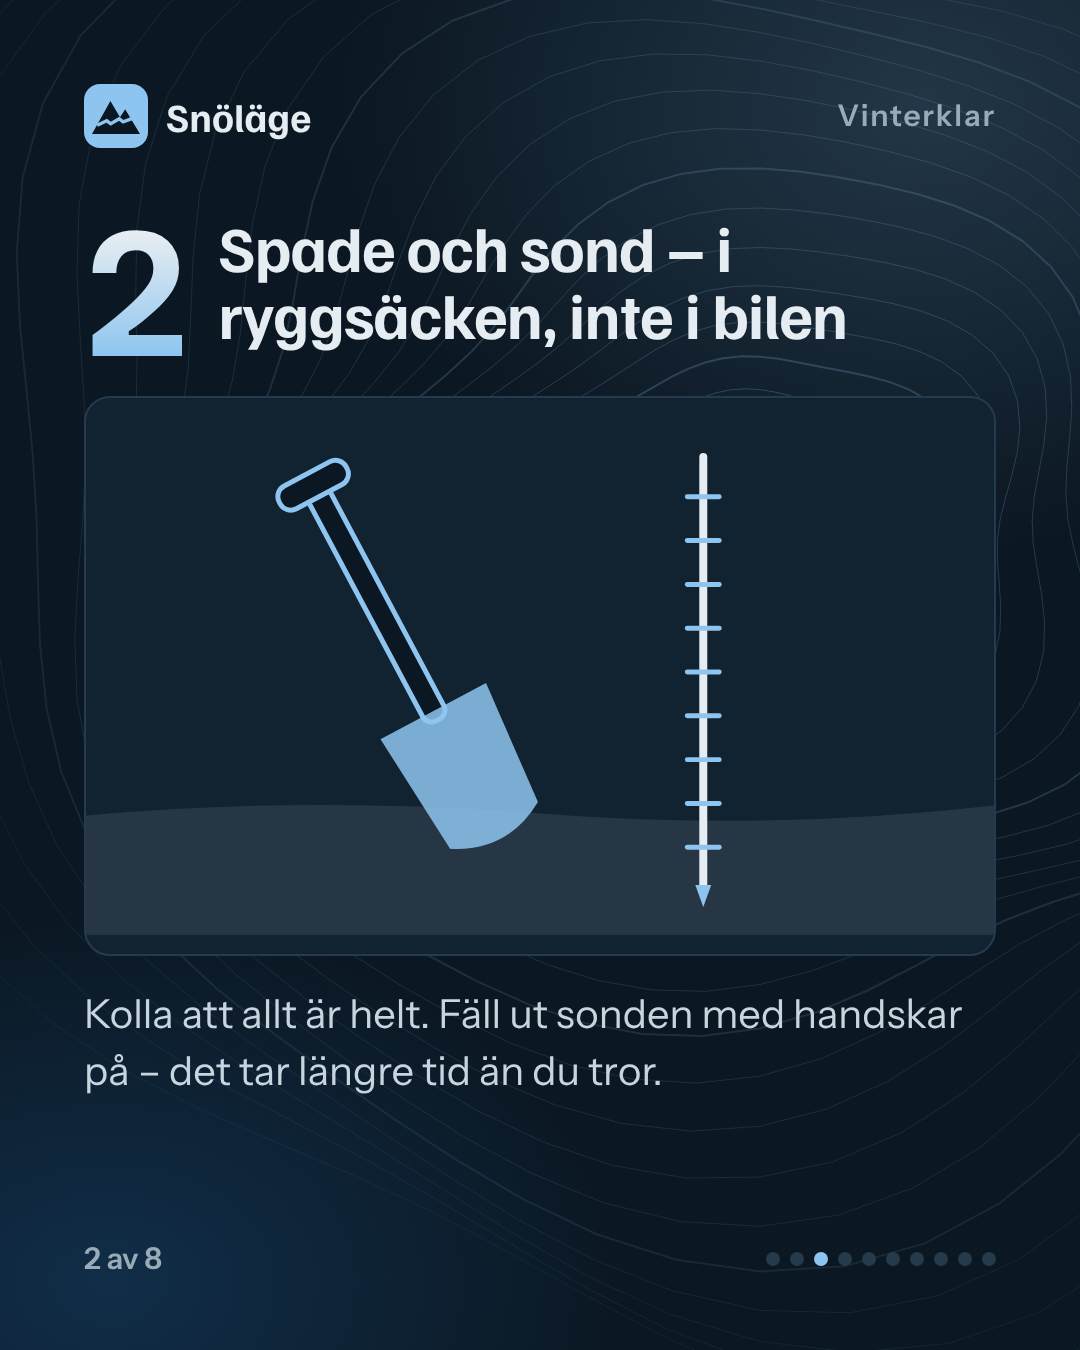 Snöläge
Vinterklar
2
Spade och sond – i
ryggsäcken, inte i bilen
Kolla att allt är helt. Fäll ut sonden med handskar
på – det tar längre tid än du tror.
2 av 8